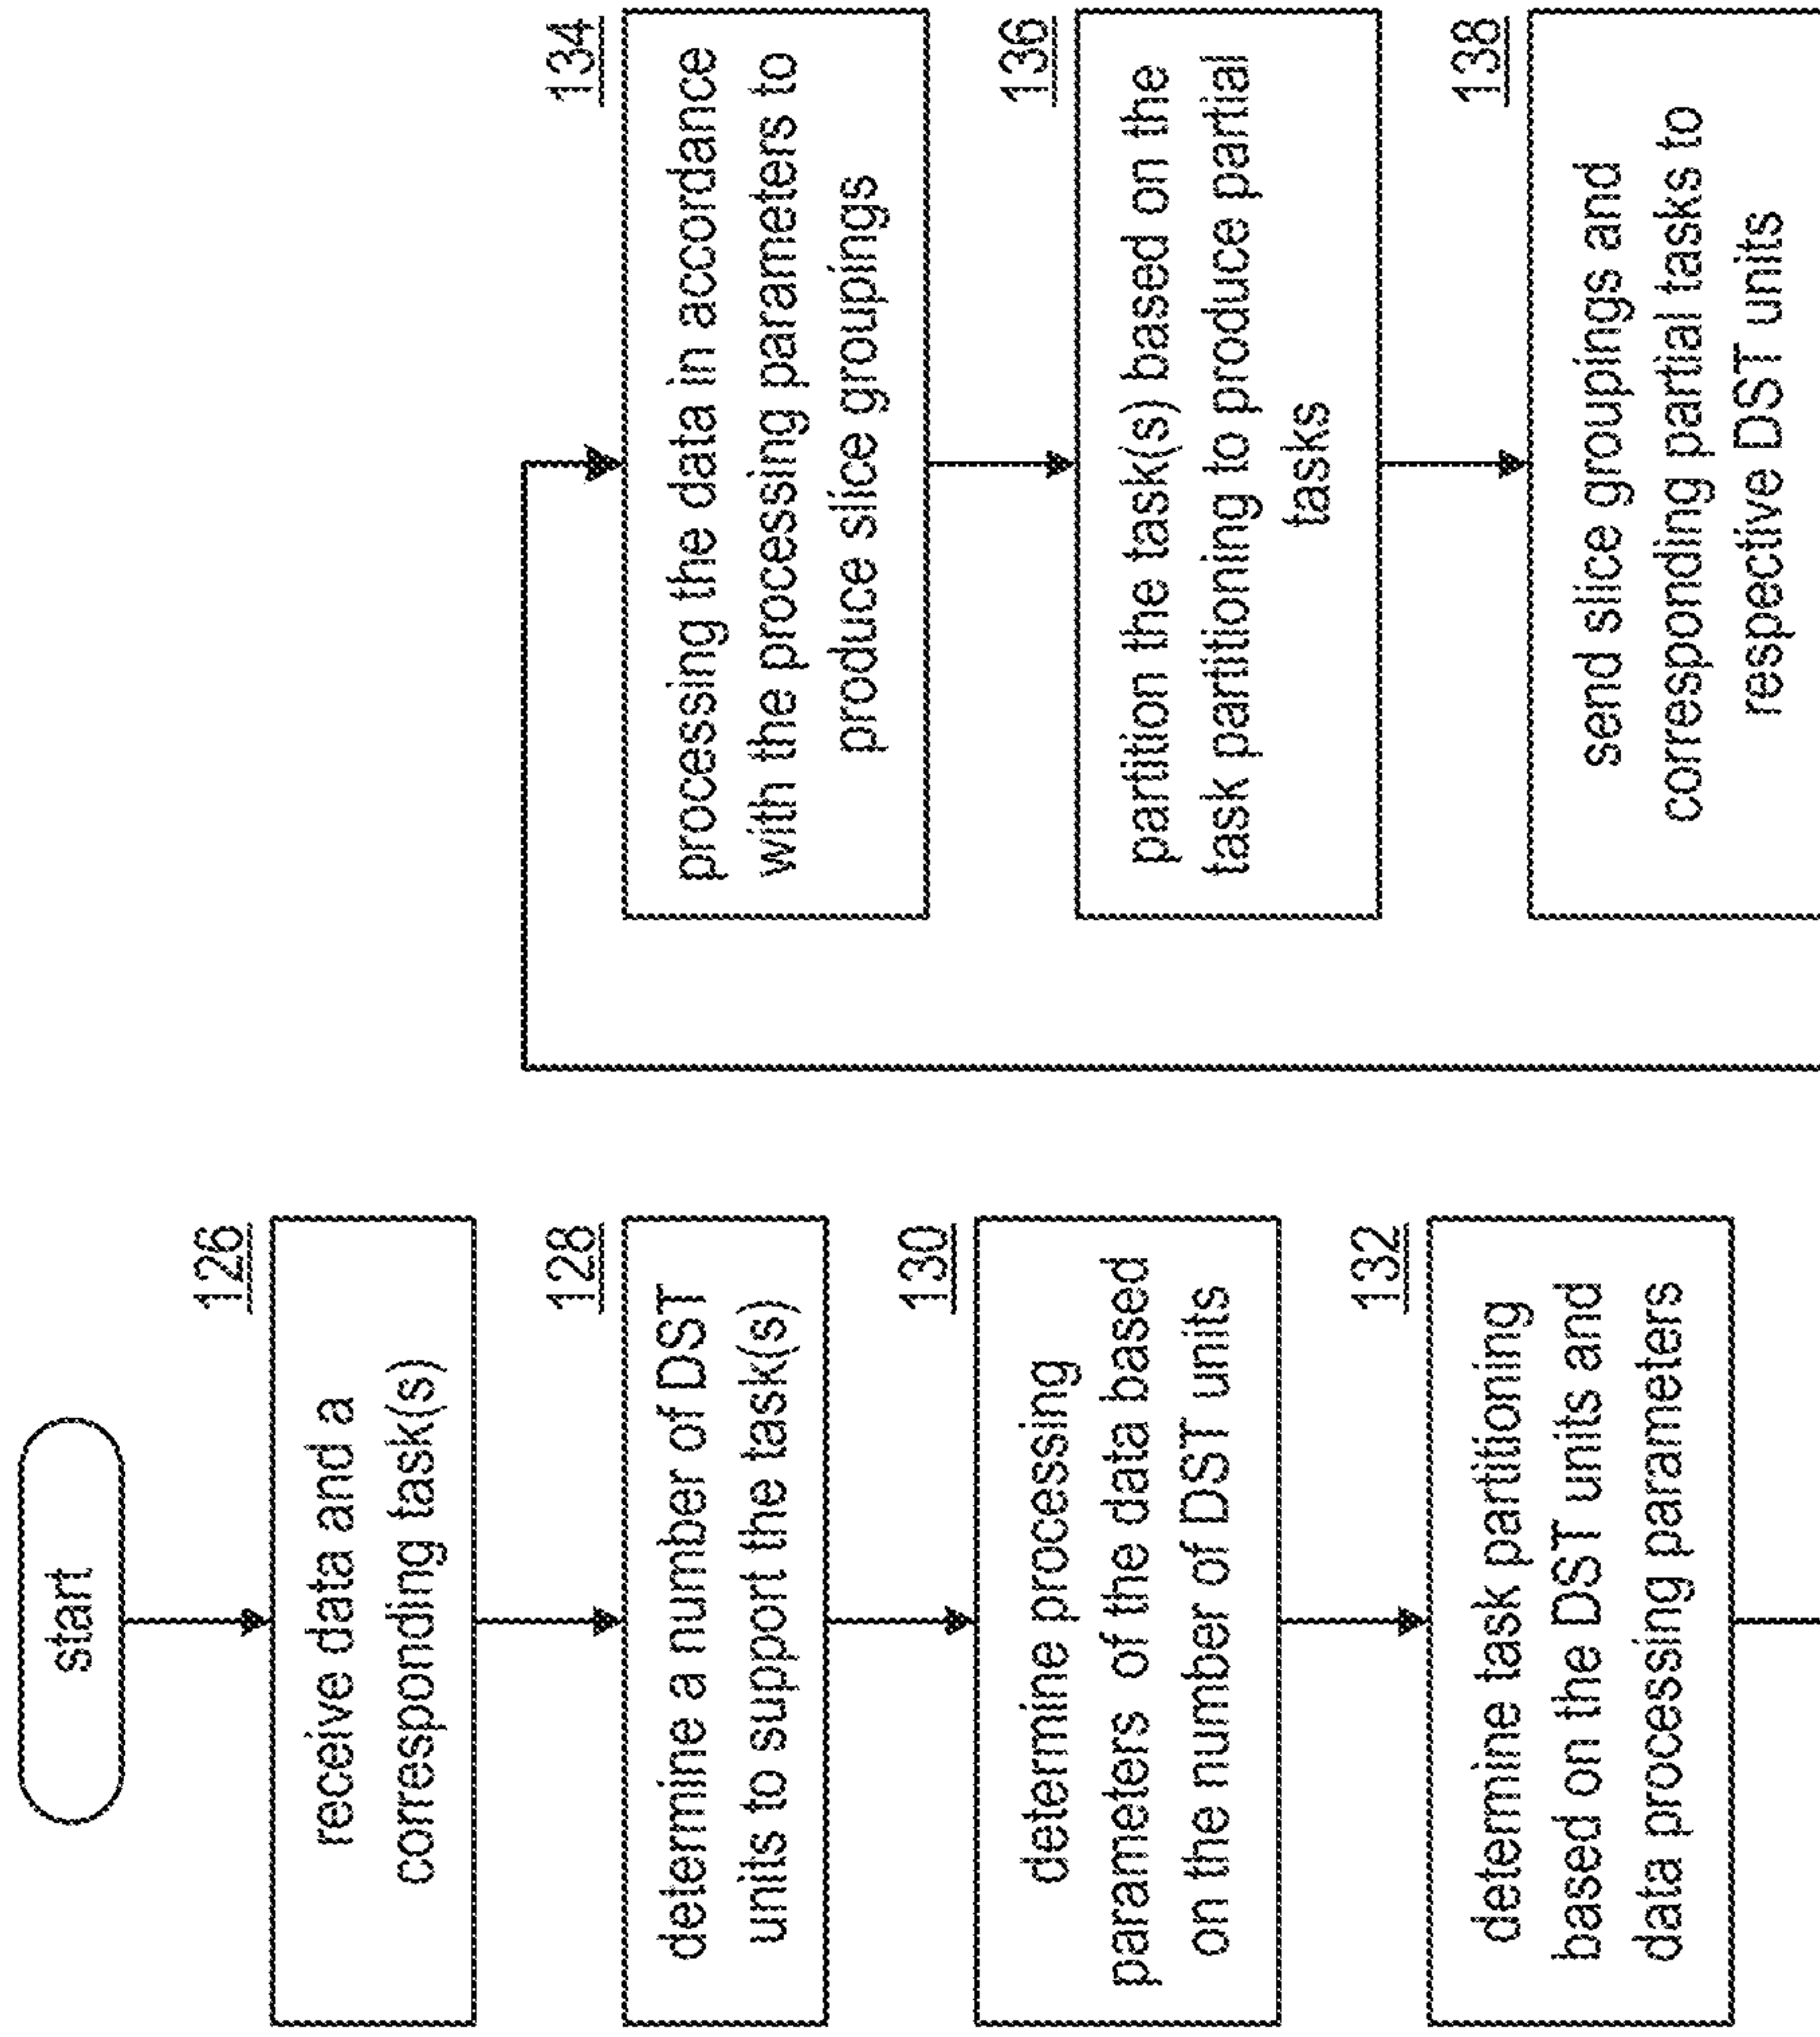 start
126
receive data and a
corresponding task(s)
128
determine a number of DST
units to support the task(s)
130
determine processing
parameters of the data based
on the number of DST units
132
determine task partitioning
based on the DST units and
data processing parameters
134
processing the data in accordance
with the processing parameters to
produce slice groupings
136
partition the task(s) based on the
task partitioning to produce partial
tasks
138
send slice groupings and
corresponding partial tasks to
respective DST units